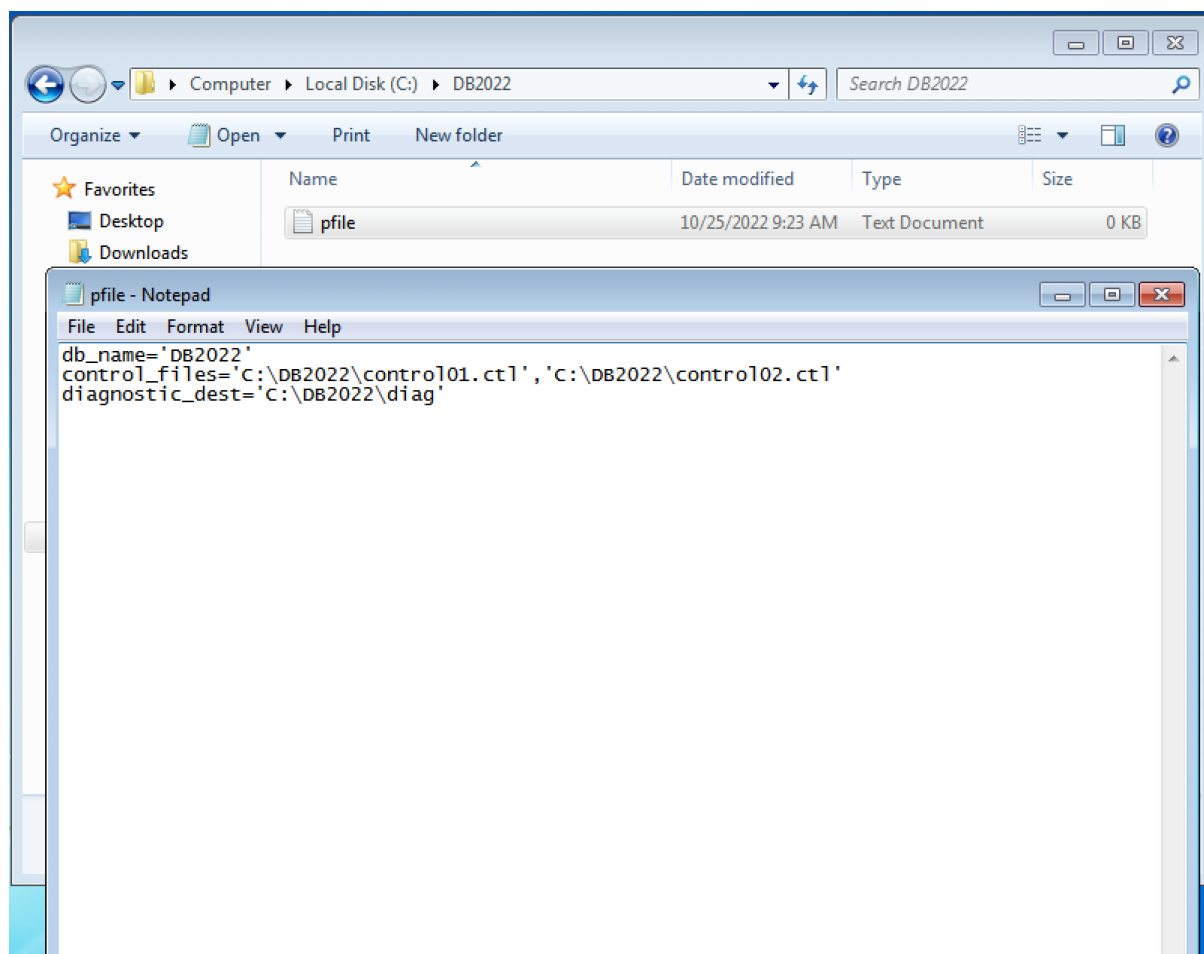 Computer Local Disk (C:) DB2022
Search DB2022
Organize Open Print New folder
Name Date modified Type Size
Favorites
Desktop
Downloads
pfile 10/25/2022 9:23 AM Text Document 0 KB
pfile - Notepad
File Edit Format View Help
db_name='DB2022'
control_files='C:\DB2022\control01.ctl','C:\DB2022\control02.ctl'
diagnostic_dest='C:\DB2022\diag'